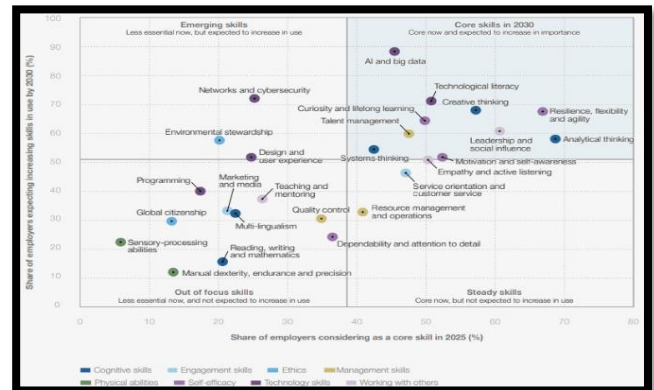 Emerging skills
Less essential now, but expected to increase in use
Core skills in 2030
Core now and expected to increase in importance
Share of employers expecting increasing skills in use by 2030 (%)
100
90
80
70
60
50
40
30
20
10
0
AI and big data
Networks and cybersecurity
Technological literacy
Creative thinking
Curiosity and lifelong learning
Resilience, flexibility
and agility
Talent management
Environmental stewardship
Leadership and
social influence
Analytical thinking
Design and
user experience
Systems thinking
Motivation and self-awareness
Empathy and active listening
Programming
Marketing
and media
Teaching and
mentoring
Service orientation and
customer service
Global citizenship
Quality control
Resource management
and operations
Multi-lingualism
Sensory-processing
abilities
Dependability and attention to detail
Reading, writing
and mathematics
Manual dexterity, endurance and precision
Out of focus skills
Less essential now, and not expected to increase in use
Steady skills
Core now, but not expected to increase in use
0 10 20 30 40 50 60 70 80
Share of employers considering as a core skill in 2025 (%)
Cognitive skills Engagement skills Ethics Management skills
Physical abilities Self-efficacy Technology skills Working with others